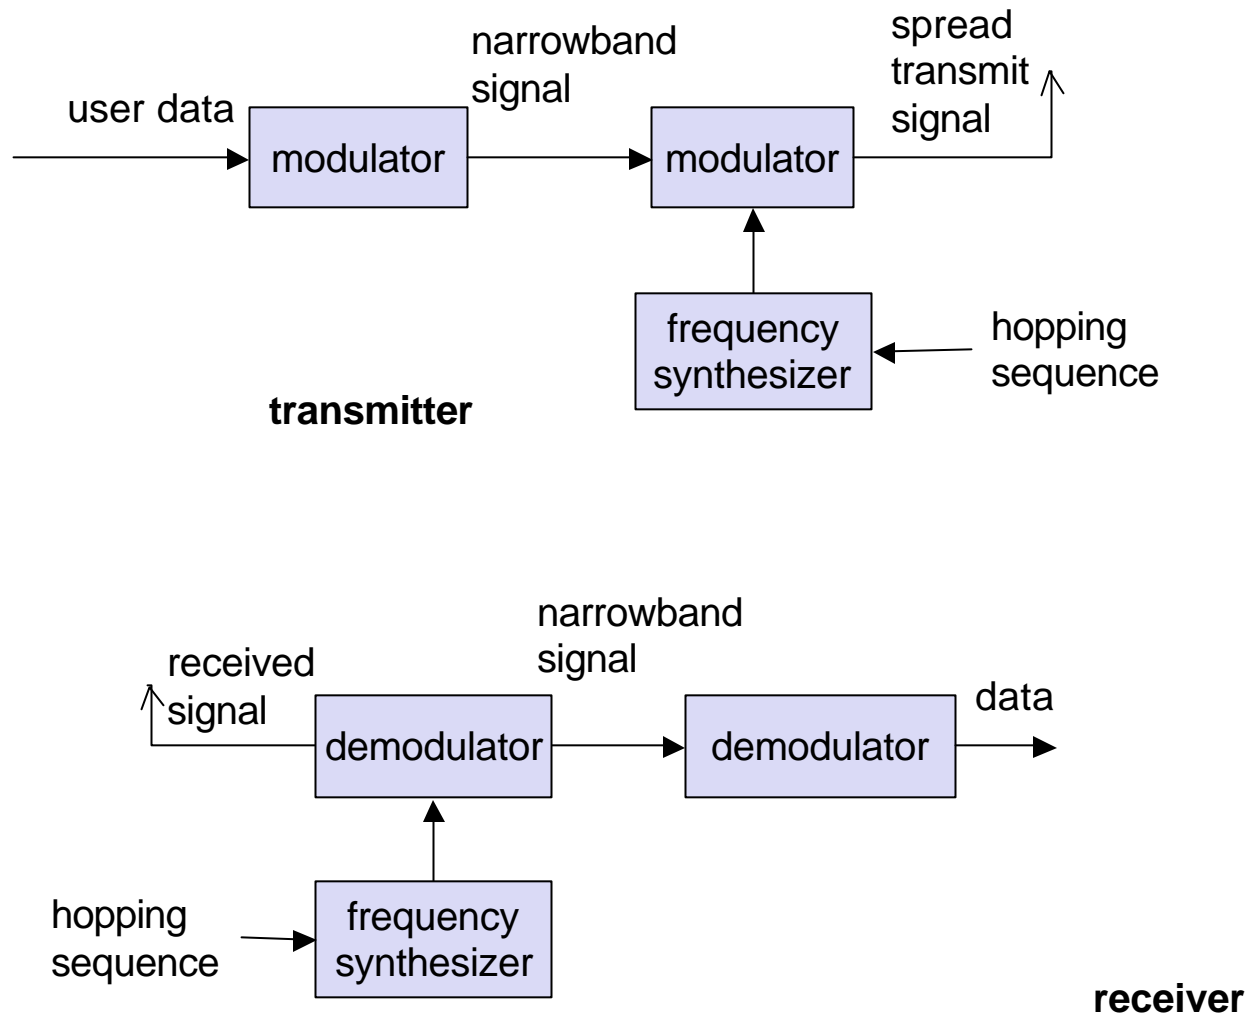 narrowband
signal
spread
transmit
signal
user data
modulator
modulator
frequency
synthesizer
hopping
sequence
transmitter
narrowband
signal
received
signal
data
demodulator
demodulator
hopping
sequence
frequency
synthesizer
receiver